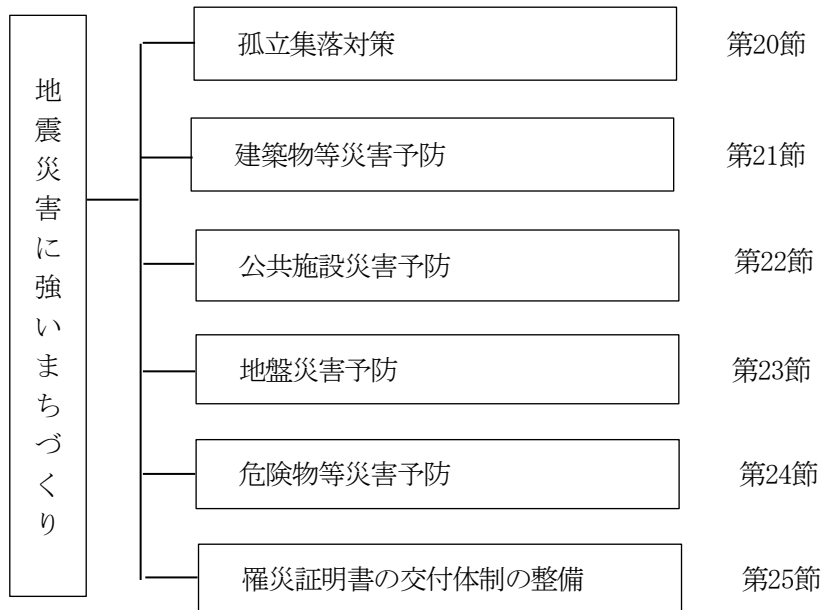 地震災害に強いまちづくり
孤立集落対策 第20節
建築物等災害予防 第21節
公共施設災害予防 第22節
地盤災害予防 第23節
危険物等災害予防 第24節
罹災証明書の交付体制の整備 第25節